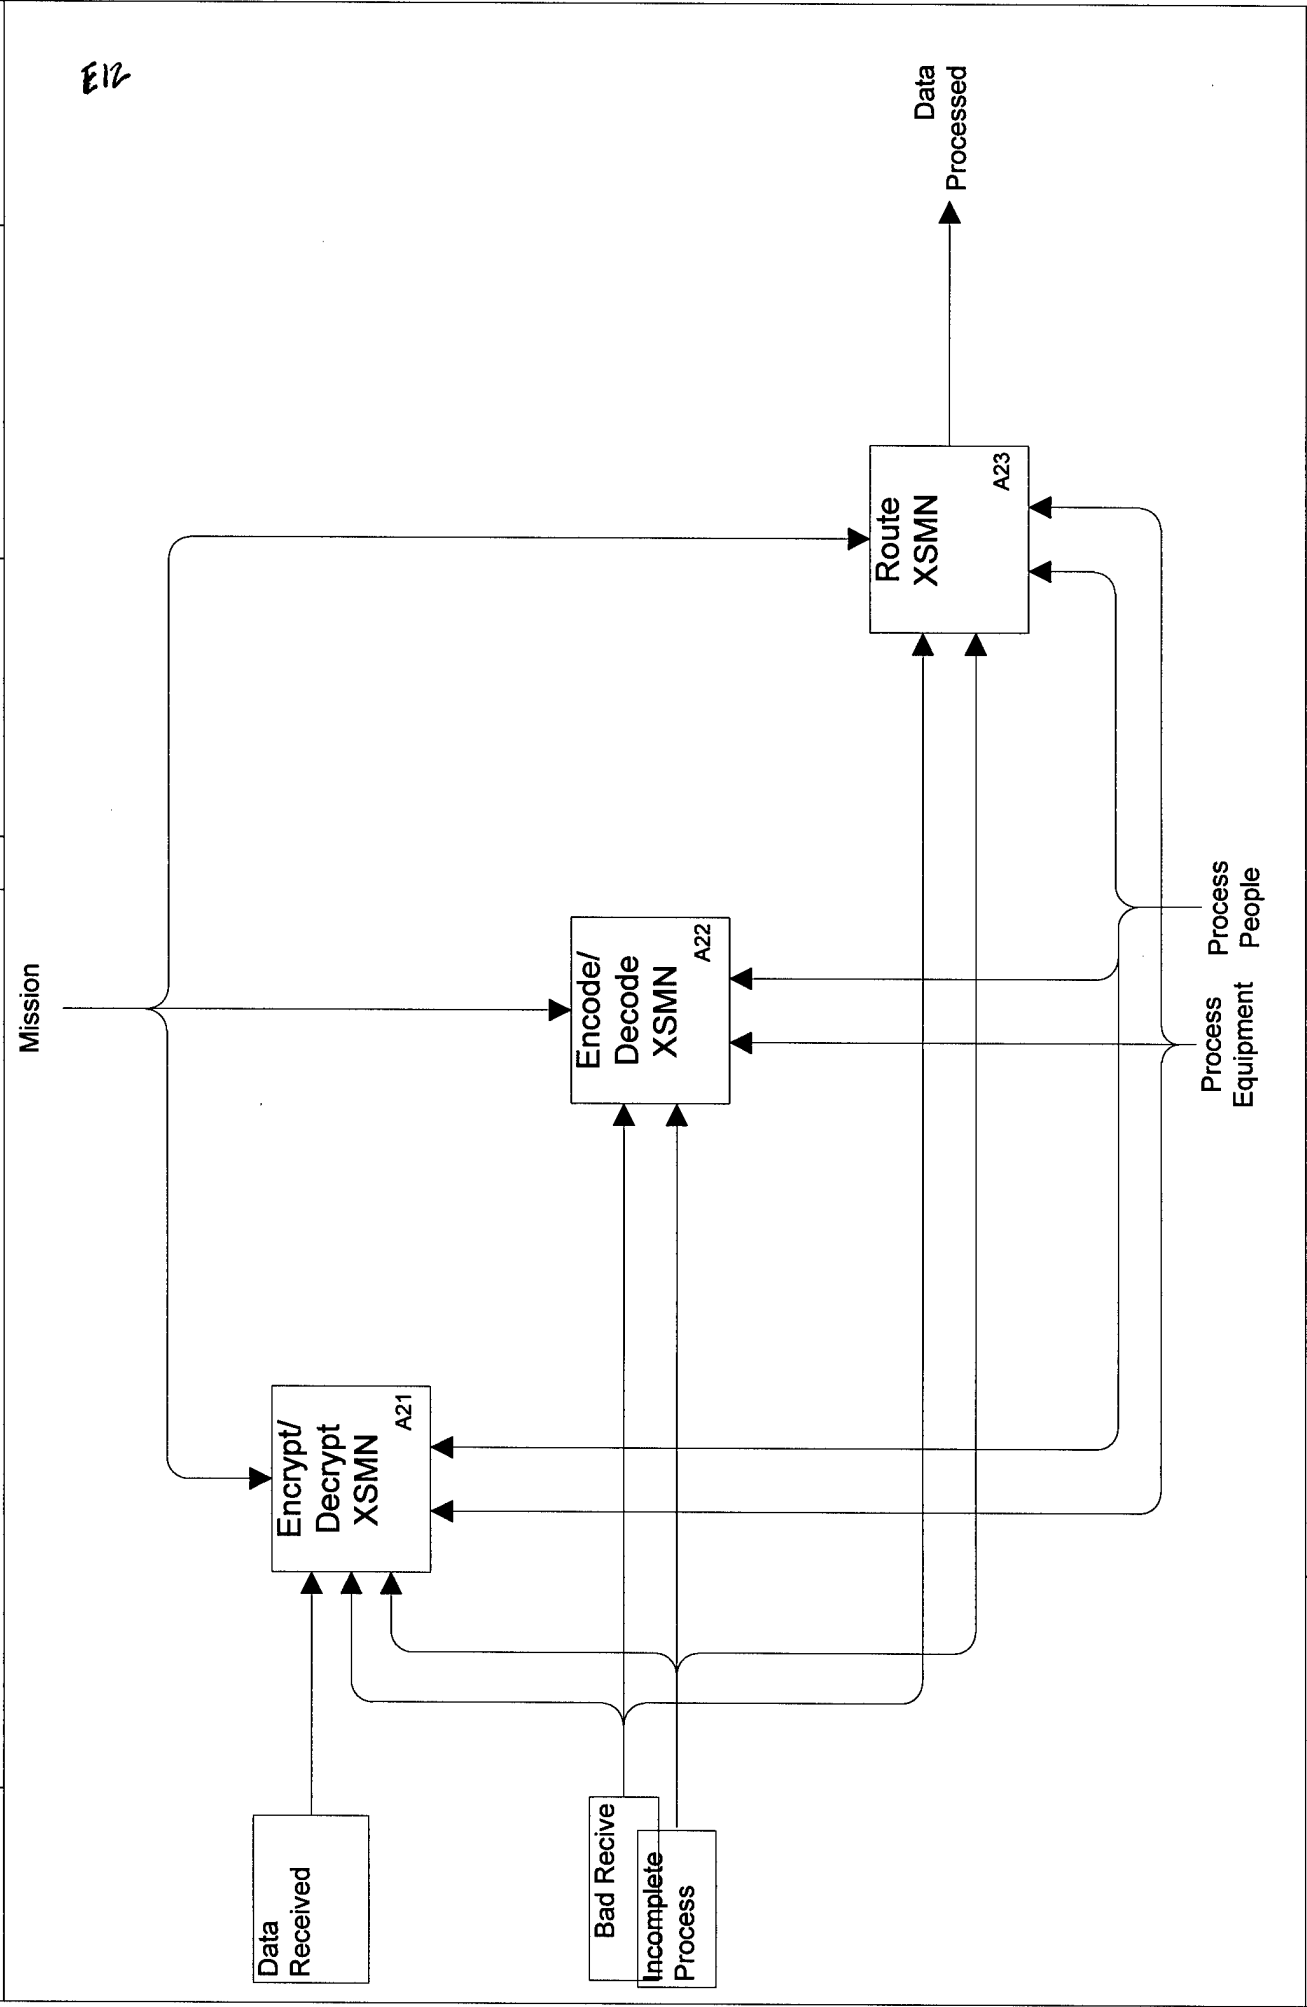 E12
Mission
Data
Received
Encrypt/
Decrypt
XSMN
A21
Bad Recive
Incomplete
Process
Encode/
Decode
XSMN
A22
Route
XSMN
A23
Data
Processed
Process
Equipment
Process
People